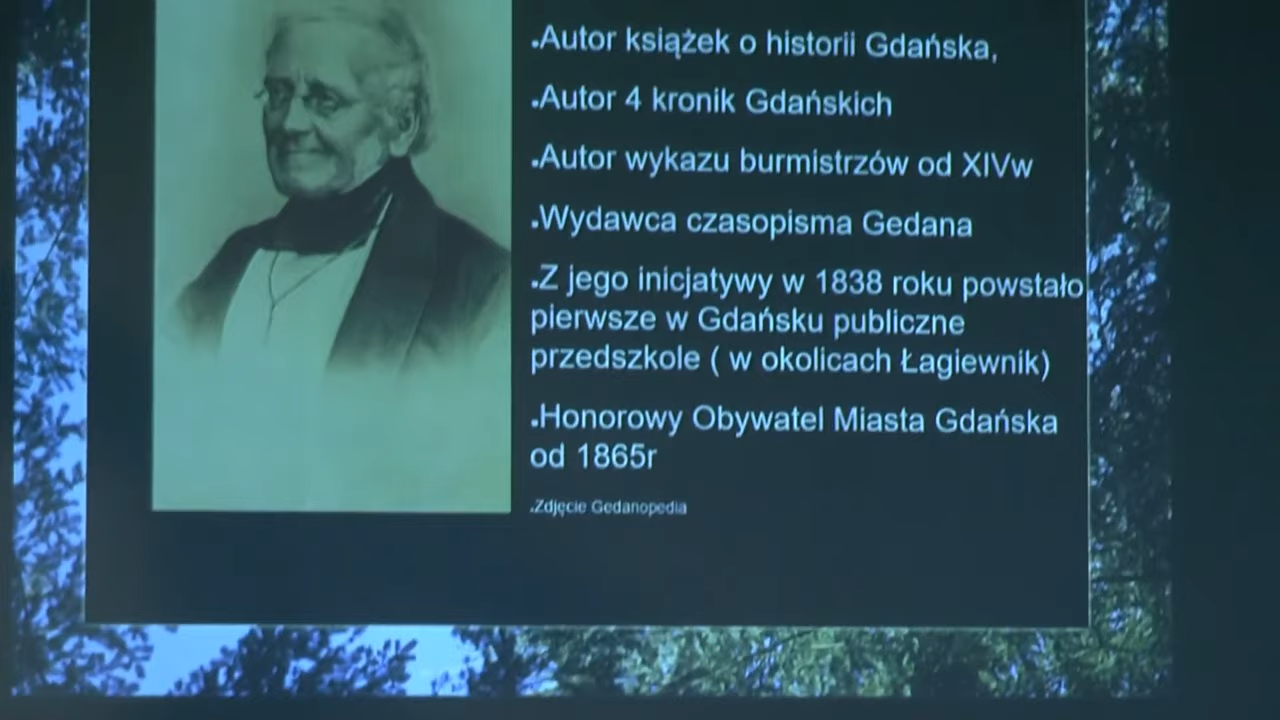 .Autor książek o historii Gdańska,
.Autor 4 kronik Gdańskich
.Autor wykazu burmistrzów od XIVw
.Wydawca czasopisma Gedana
.Z jego inicjatywy w 1838 roku powstało
pierwsze w Gdańsku publiczne
przedszkole ( w okolicach Łagiewnik)
.Honorowy Obywatel Miasta Gdańska
od 1865r
.Zdjęcie Gedanopedia